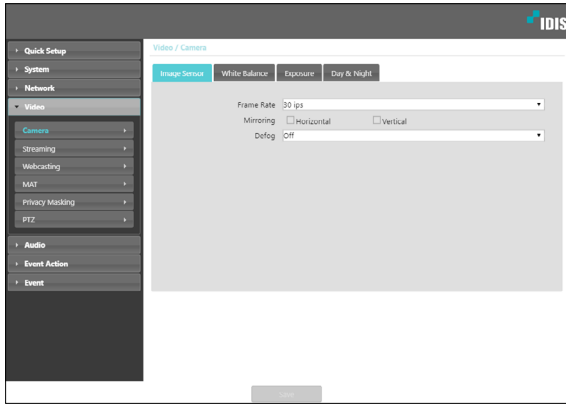 IDIS
Quick Setup
System
Network
Video
Camera
Streaming
Webcasting
MAT
Privacy Masking
PTZ
Audio
Event Action
Event
Video / Camera
Image Sensor White Balance Exposure Day & Night
Frame Rate 30 ips
Mirroring Horizontal Vertical
Defog Off
Save